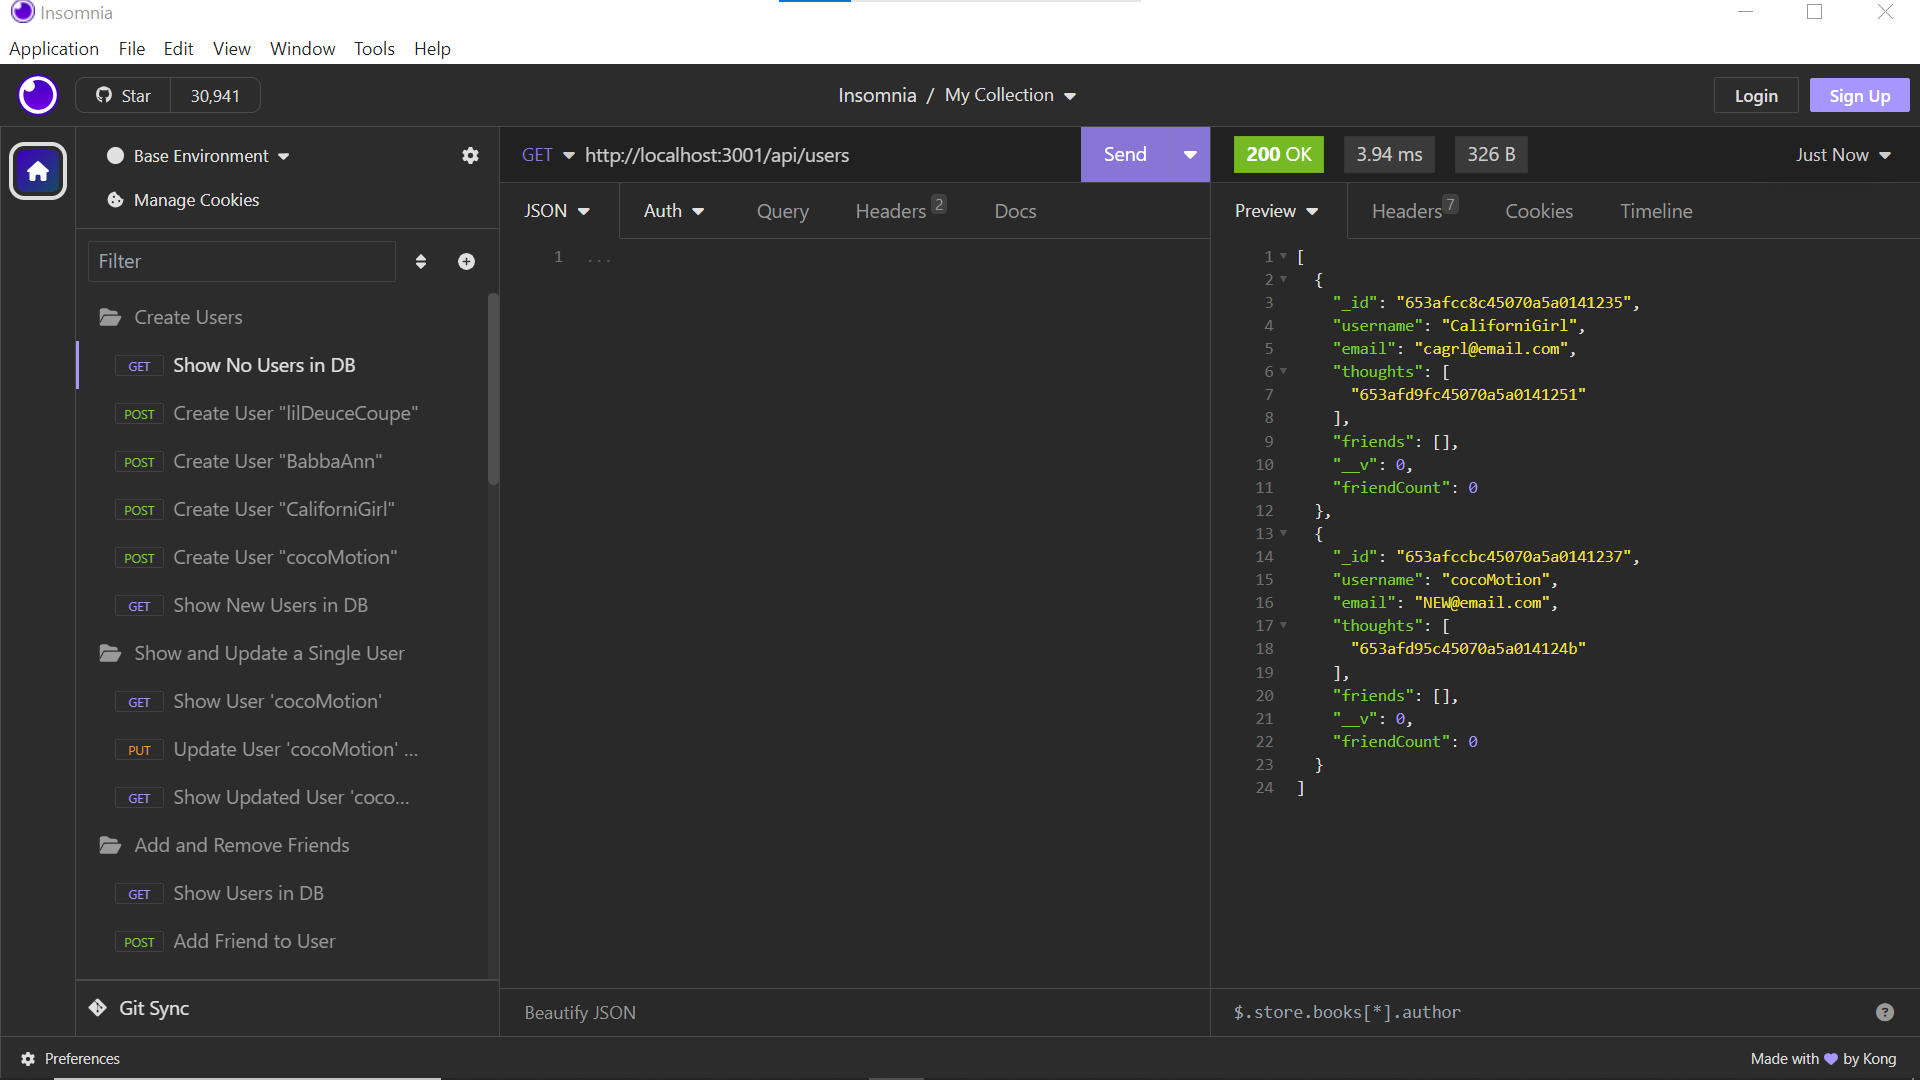 Insomnia
Application File Edit View Window Tools Help
Star 30,941
Insomnia / My Collection
Login
Sign Up
Base Environment
Manage Cookies
Filter
Create Users
GET Show No Users in DB
POST Create User "lilDeuceCoupe"
POST Create User "BabbaAnn"
POST Create User "CaliforniGirl"
POST Create User "cocoMotion"
GET Show New Users in DB
Show and Update a Single User
GET Show User 'cocoMotion'
PUT Update User 'cocoMotion' ...
GET Show Updated User 'coco...
Add and Remove Friends
GET Show Users in DB
POST Add Friend to User
Git Sync
Preferences
GET http://localhost:3001/api/users
Send
JSON Auth Query Headers 2 Docs
1 ...
Beautify JSON
200 OK 3.94 ms 326 B Just Now
Preview Headers 7 Cookies Timeline
1 [
2 {
3 "_id": "653afcc8c45070a5a0141235",
4 "username": "CaliforniGirl",
5 "email": "cagrl@email.com",
6 "thoughts": [
7 "653afd9fc45070a5a0141251"
8 ],
9 "friends": [],
10 "__v": 0,
11 "friendCount": 0
12 },
13 {
14 "_id": "653afccbc45070a5a0141237",
15 "username": "cocoMotion",
16 "email": "NEW@email.com",
17 "thoughts": [
18 "653afd95c45070a5a014124b"
19 ],
20 "friends": [],
21 "__v": 0,
22 "friendCount": 0
23 }
24 ]
$.store.books[*].author
?
Made with 💜 by Kong